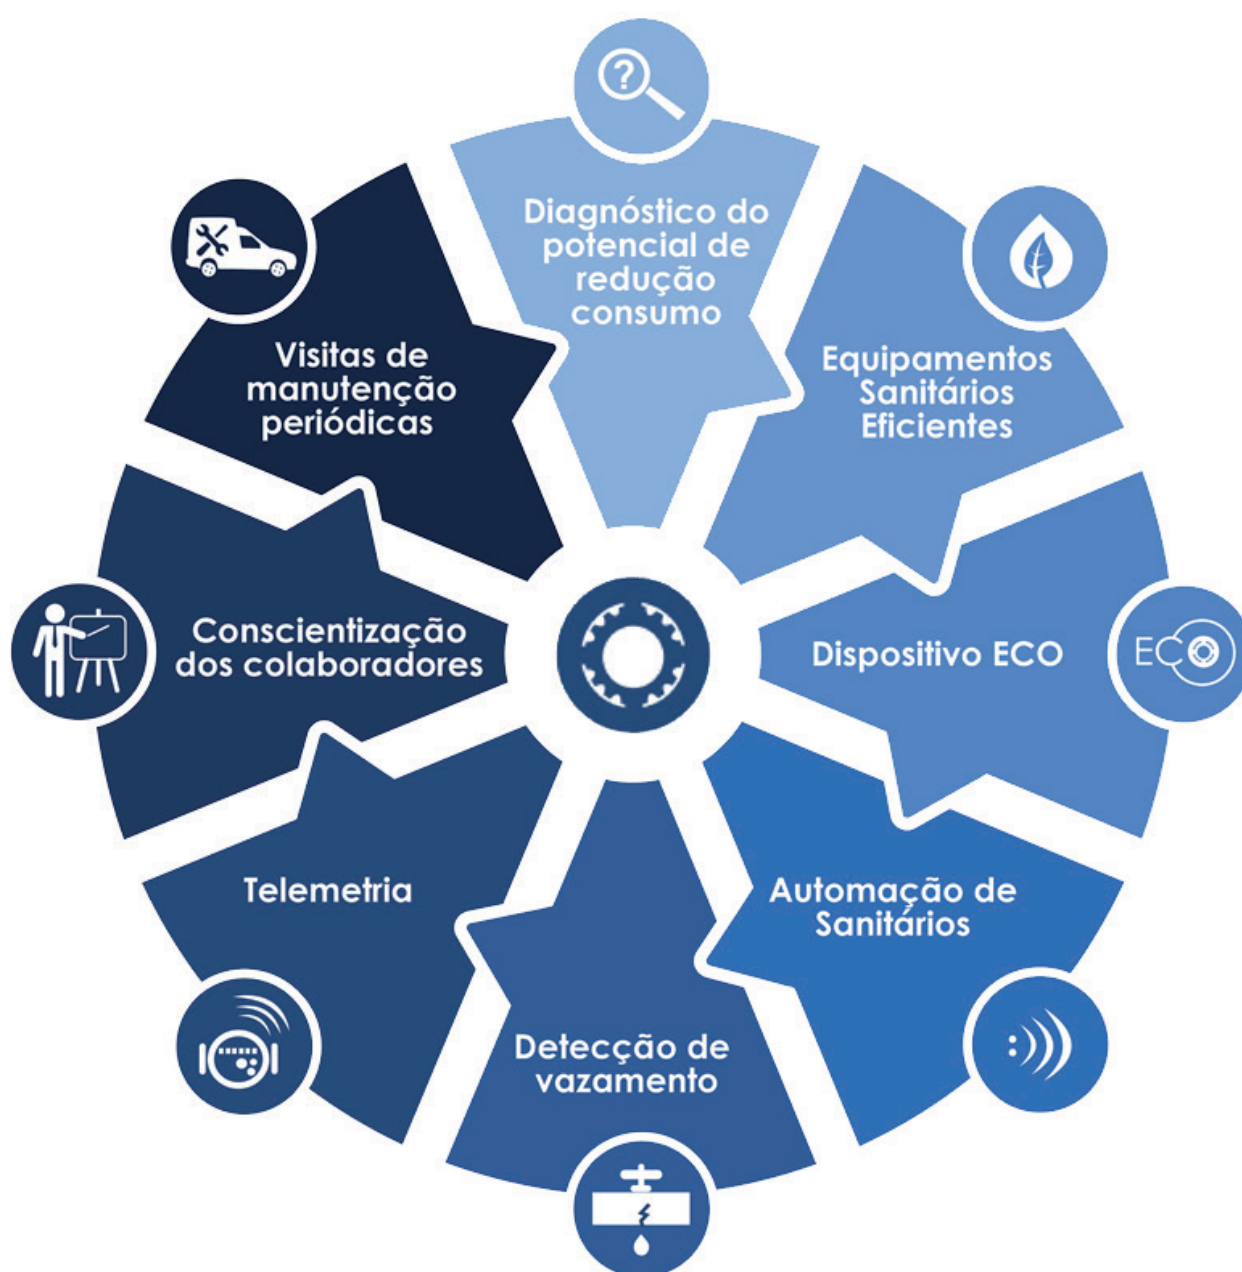 ?
Diagnóstico do
potencial de
redução
consumo
Equipamentos
Sanitários
Eficientes
Dispositivo ECO
ECO
Automação de
Sanitários
Detecção de
vazamento
Telemetria
Conscientização
dos colaboradores
Visitas de
manutenção
periódicas